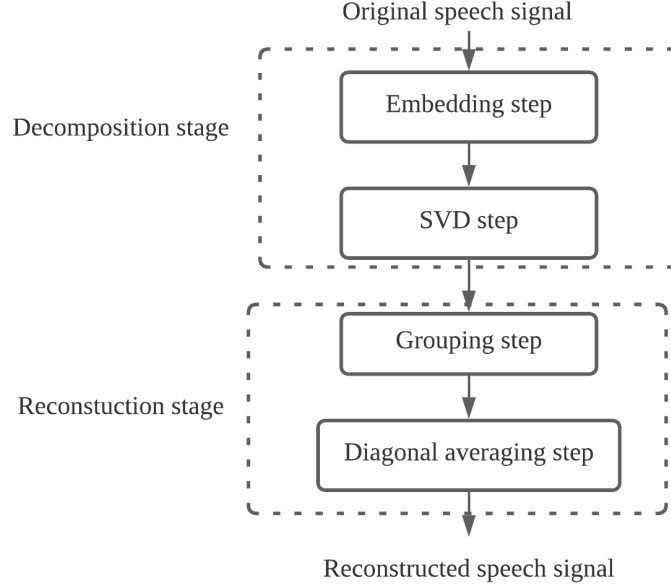 Original speech signal
Embedding step
Decomposition stage
SVD step
Grouping step
Reconstuction stage
Diagonal averaging step
Reconstructed speech signal